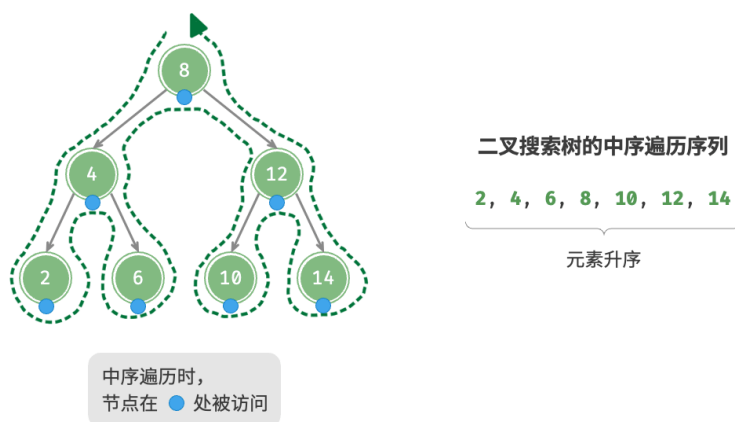 8
4
12
2
6
10
14
二叉搜索树的中序遍历序列
2, 4, 6, 8, 10, 12, 14
元素升序
中序遍历时，
节点在 处被访问